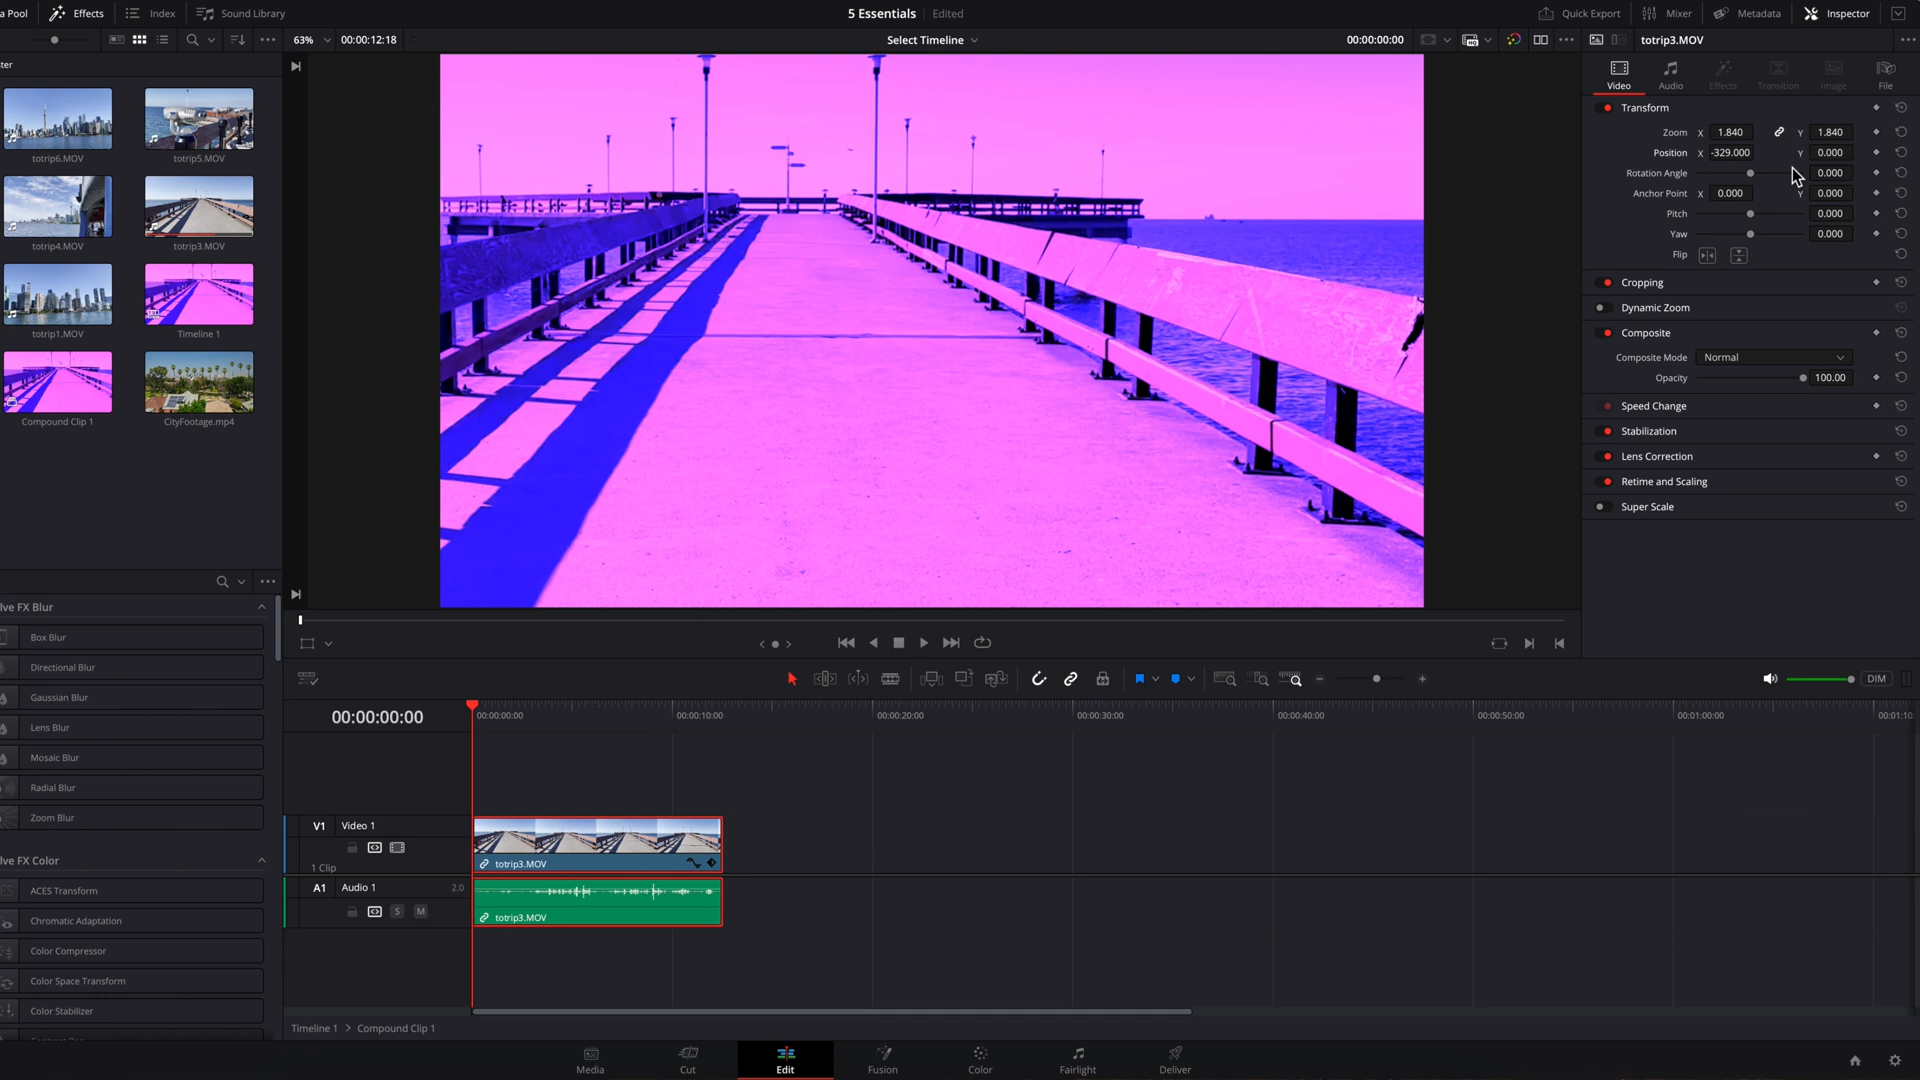 a Pool
Effects
Index
Sound Library
5 Essentials
Edited
Quick Export
Mixer
Metadata
Inspector
63%
00:00:12:18
Select Timeline
00:00:00:00
totrip3.MOV
ter
totrip6.MOV
totrip5.MOV
totrip4.MOV
totrip3.MOV
totrip1.MOV
Timeline 1
Compound Clip 1
CityFootage.mp4
Video
Audio
Effects
Transition
Image
File
Transform
Zoom X 1.840 Y 1.840
Position X -329.000 Y 0.000
Rotation Angle 0.000
Anchor Point X 0.000 Y 0.000
Pitch 0.000
Yaw 0.000
Flip
Cropping
Dynamic Zoom
Composite
Composite Mode Normal
Opacity 100.00
Speed Change
Stabilization
Lens Correction
Retime and Scaling
Super Scale
lve FX Blur
Box Blur
Directional Blur
Gaussian Blur
Lens Blur
Mosaic Blur
Radial Blur
Zoom Blur
lve FX Color
ACES Transform
Chromatic Adaptation
Color Compressor
Color Space Transform
Color Stabilizer
DIM
00:00:00:00
00:00:00:00
00:00:10:00
00:00:20:00
00:00:30:00
00:00:40:00
00:00:50:00
00:01:00:00
00:01:10
V1 Video 1
1 Clip
totrip3.MOV
A1 Audio 1 2.0
S M
totrip3.MOV
Timeline 1 > Compound Clip 1
Media
Cut
Edit
Fusion
Color
Fairlight
Deliver